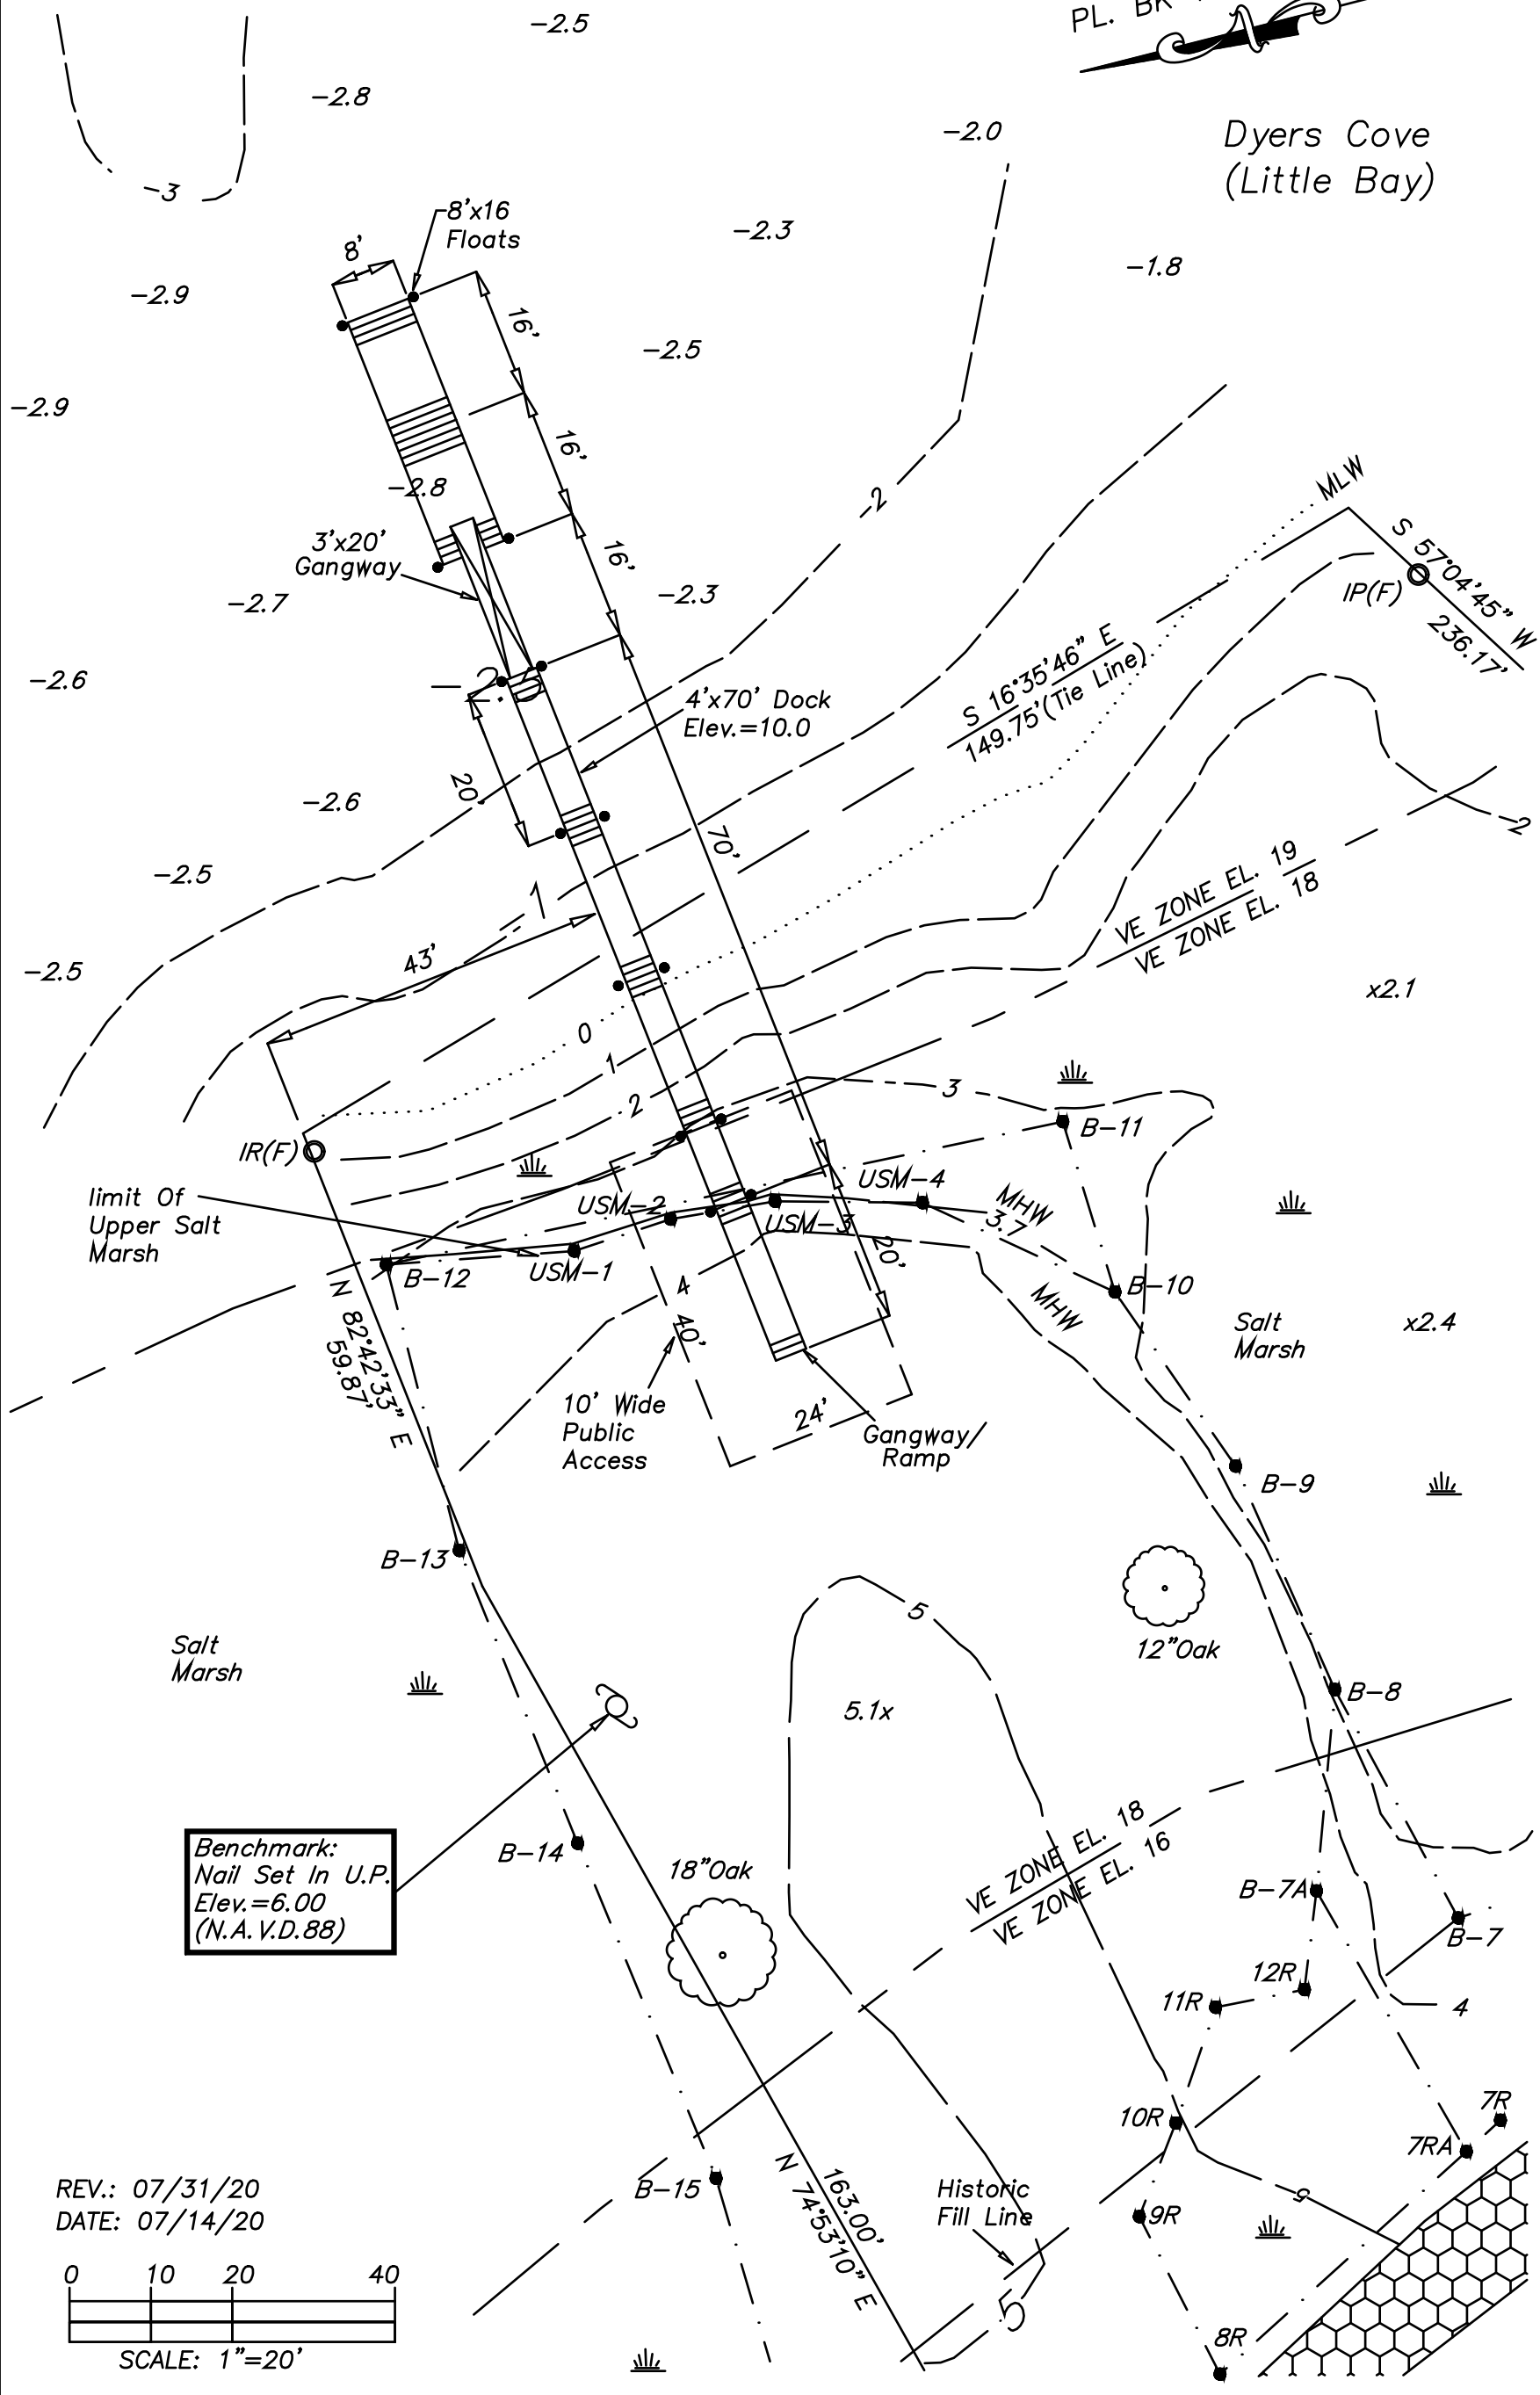 PL. BK
N
-2.5
-2.8
-2.0
Dyers Cove
(Little Bay)
-3
8'x16
Floats
8'
-2.3
-1.8
-2.9
16'
-2.5
-2.9
16'
MLW
-2.8
-2
S 57°04'45" W
236.17'
3'x20'
Gangway
16'
IP(F)
-2.7
-2.3
S 16°35'46" E
149.75'(Tie Line)
-2.6
4'x70' Dock
Elev.=10.0
20'
-2.6
70'
-2
-2.5
VE ZONE EL. 19
VE ZONE EL. 18
1
43'
-2.5
x2.1
0
1
2
3
B-11
IR(F)
limit Of
Upper Salt
Marsh
USM-2
USM-4
USM-3
MHW
3.7
USM-1
B-12
20'
4
B-10
MHW
N 82°42'33" E
59.87'
40'
Salt
Marsh
x2.4
10' Wide
Public
Access
24'
Gangway/
Ramp
B-9
B-13
5
12"Oak
Salt
Marsh
5.1x
B-8
VE ZONE EL. 18
VE ZONE EL. 16
Benchmark:
Nail Set In U.P.
Elev.=6.00
(N.A.V.D.88)
B-14
18"Oak
B-7A
B-7
12R
11R
4
10R
7R
7RA
B-15
163.00'
N 74°53'10" E
Historic
Fill Line
5
9R
REV.: 07/31/20
DATE: 07/14/20
5
0 10 20 40
SCALE: 1"=20'
8R